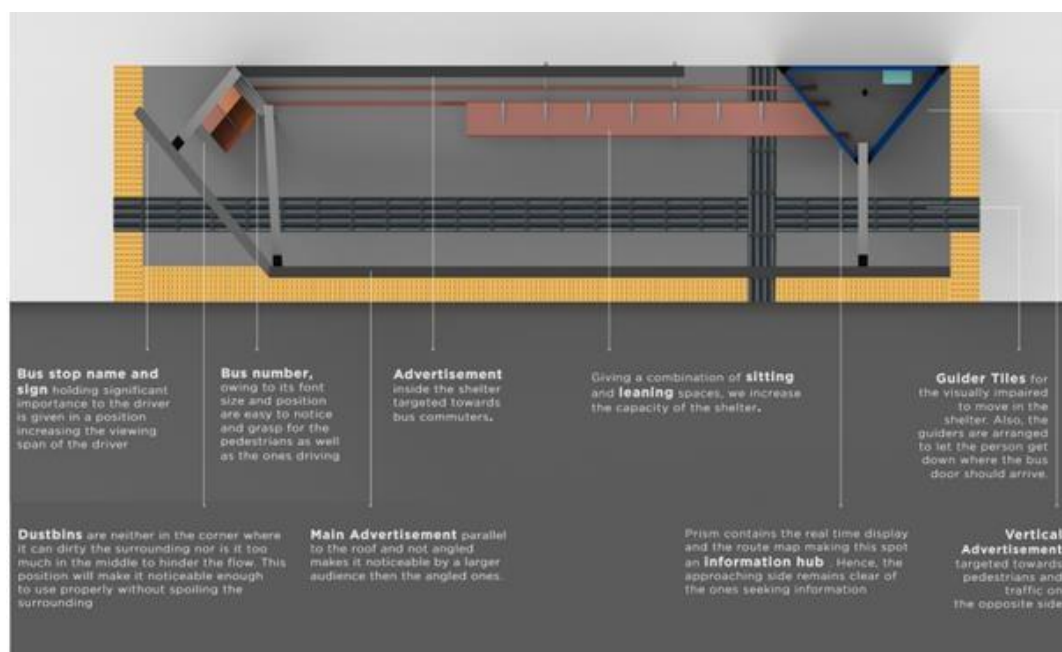 Bus stop name and
sign holding significant
importance to the driver
is given in a position
increasing the viewing
span of the driver
Bus number,
owing to its font
size and position
are easy to notice
and grasp for the
pedestrians as well
as the ones driving
Advertisement
inside the shelter
targeted towards
bus commuters.
Giving a combination of sitting
and leaning spaces, we increase
the capacity of the shelter.
Guider Tiles for
the visually impaired
to move in the
shelter. Also, the
guiders are arranged
to let the person get
down where the bus
door should arrive.
Dustbins are neither in the corner where
it can dirty the surrounding nor is it too
much in the middle to hinder the flow. This
position will make it noticeable enough
to use properly without spoiling the
surrounding
Main Advertisement parallel
to the roof and not angled
makes it noticeable by a larger
audience then the angled ones.
Prism contains the real time display
and the route map making this spot
an information hub . Hence, the
approaching side remains clear of
the ones seeking information
Vertical
Advertisement
targeted towards
pedestrians and
traffic on
the opposite side